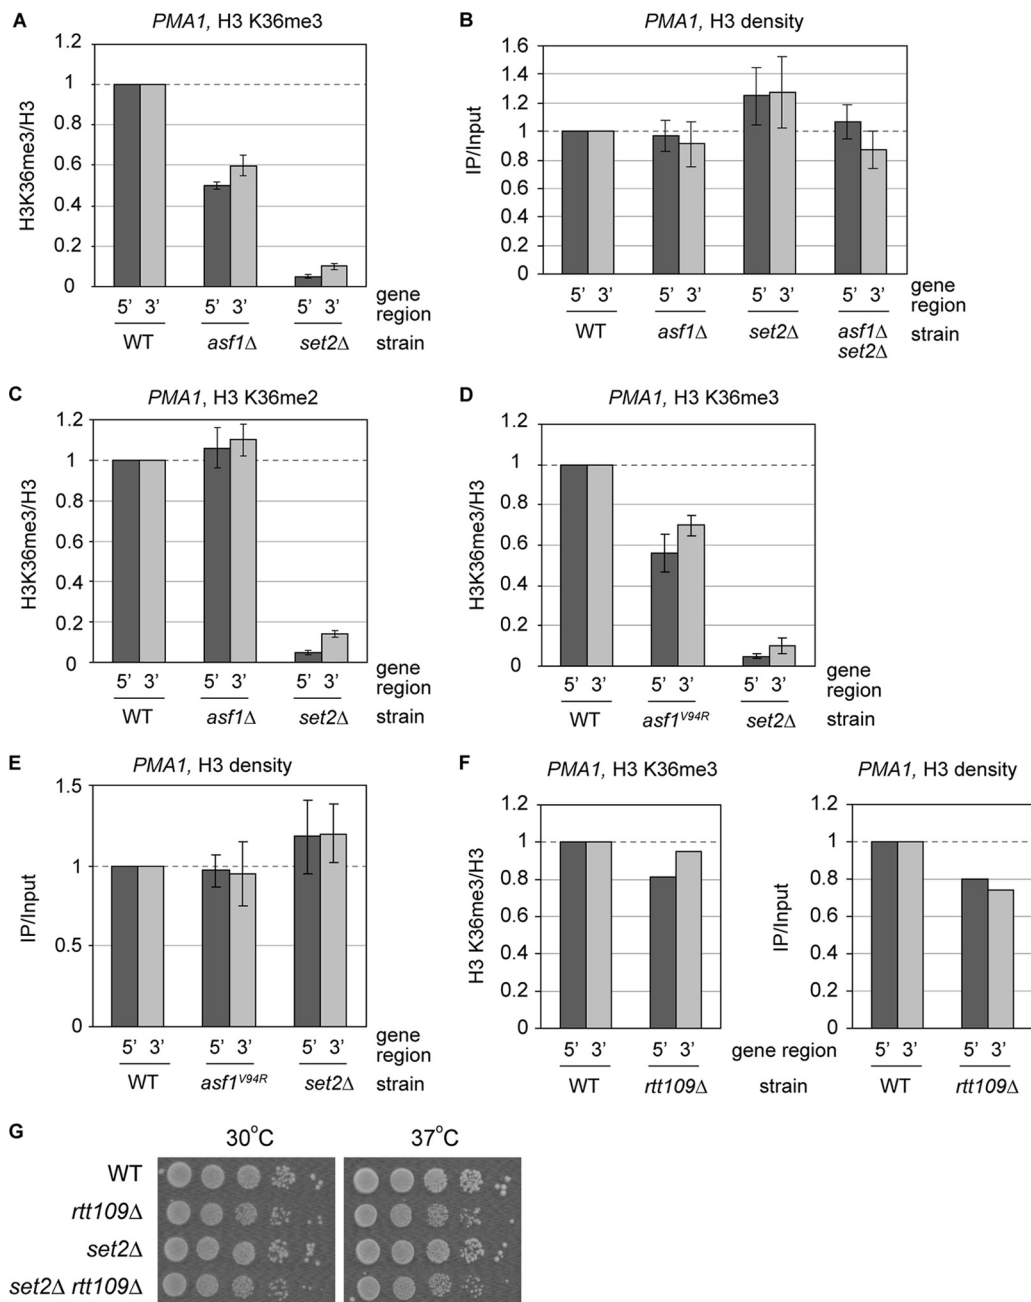 A
PMA1, H3 K36me3
H3K36me3/H3
1.2
1
0.8
0.6
0.4
0.2
0
5’ 3’ 5’ 3’ 5’ 3’ gene region
WT asf1Δ set2Δ strain
B
PMA1, H3 density
IP/Input
1.6
1.4
1.2
1
0.8
0.6
0.4
0.2
0
5’ 3’ 5’ 3’ 5’ 3’ 5’ 3’ gene region
WT asf1Δ set2Δ asf1Δ set2Δ strain
C
PMA1, H3 K36me2
H3K36me3/H3
1.2
1
0.8
0.6
0.4
0.2
0
5’ 3’ 5’ 3’ 5’ 3’ gene region
WT asf1Δ set2Δ strain
D
PMA1, H3 K36me3
H3K36me3/H3
1.2
1
0.8
0.6
0.4
0.2
0
5’ 3’ 5’ 3’ 5’ 3’ gene region
WT asf1V94R set2Δ strain
E
PMA1, H3 density
IP/Input
1.5
1
0.5
0
5’ 3’ 5’ 3’ 5’ 3’ gene region
WT asf1V94R set2Δ strain
F
PMA1, H3 K36me3
H3 K36me3/H3
1.2
1
0.8
0.6
0.4
0.2
0
5’ 3’ 5’ 3’ gene region
WT rtt109Δ strain
PMA1, H3 density
IP/Input
1.2
1
0.8
0.6
0.4
0.2
0
5’ 3’ 5’ 3’
WT rtt109Δ
G
30°C 37°C
WT
rtt109Δ
set2Δ
set2Δ rtt109Δ